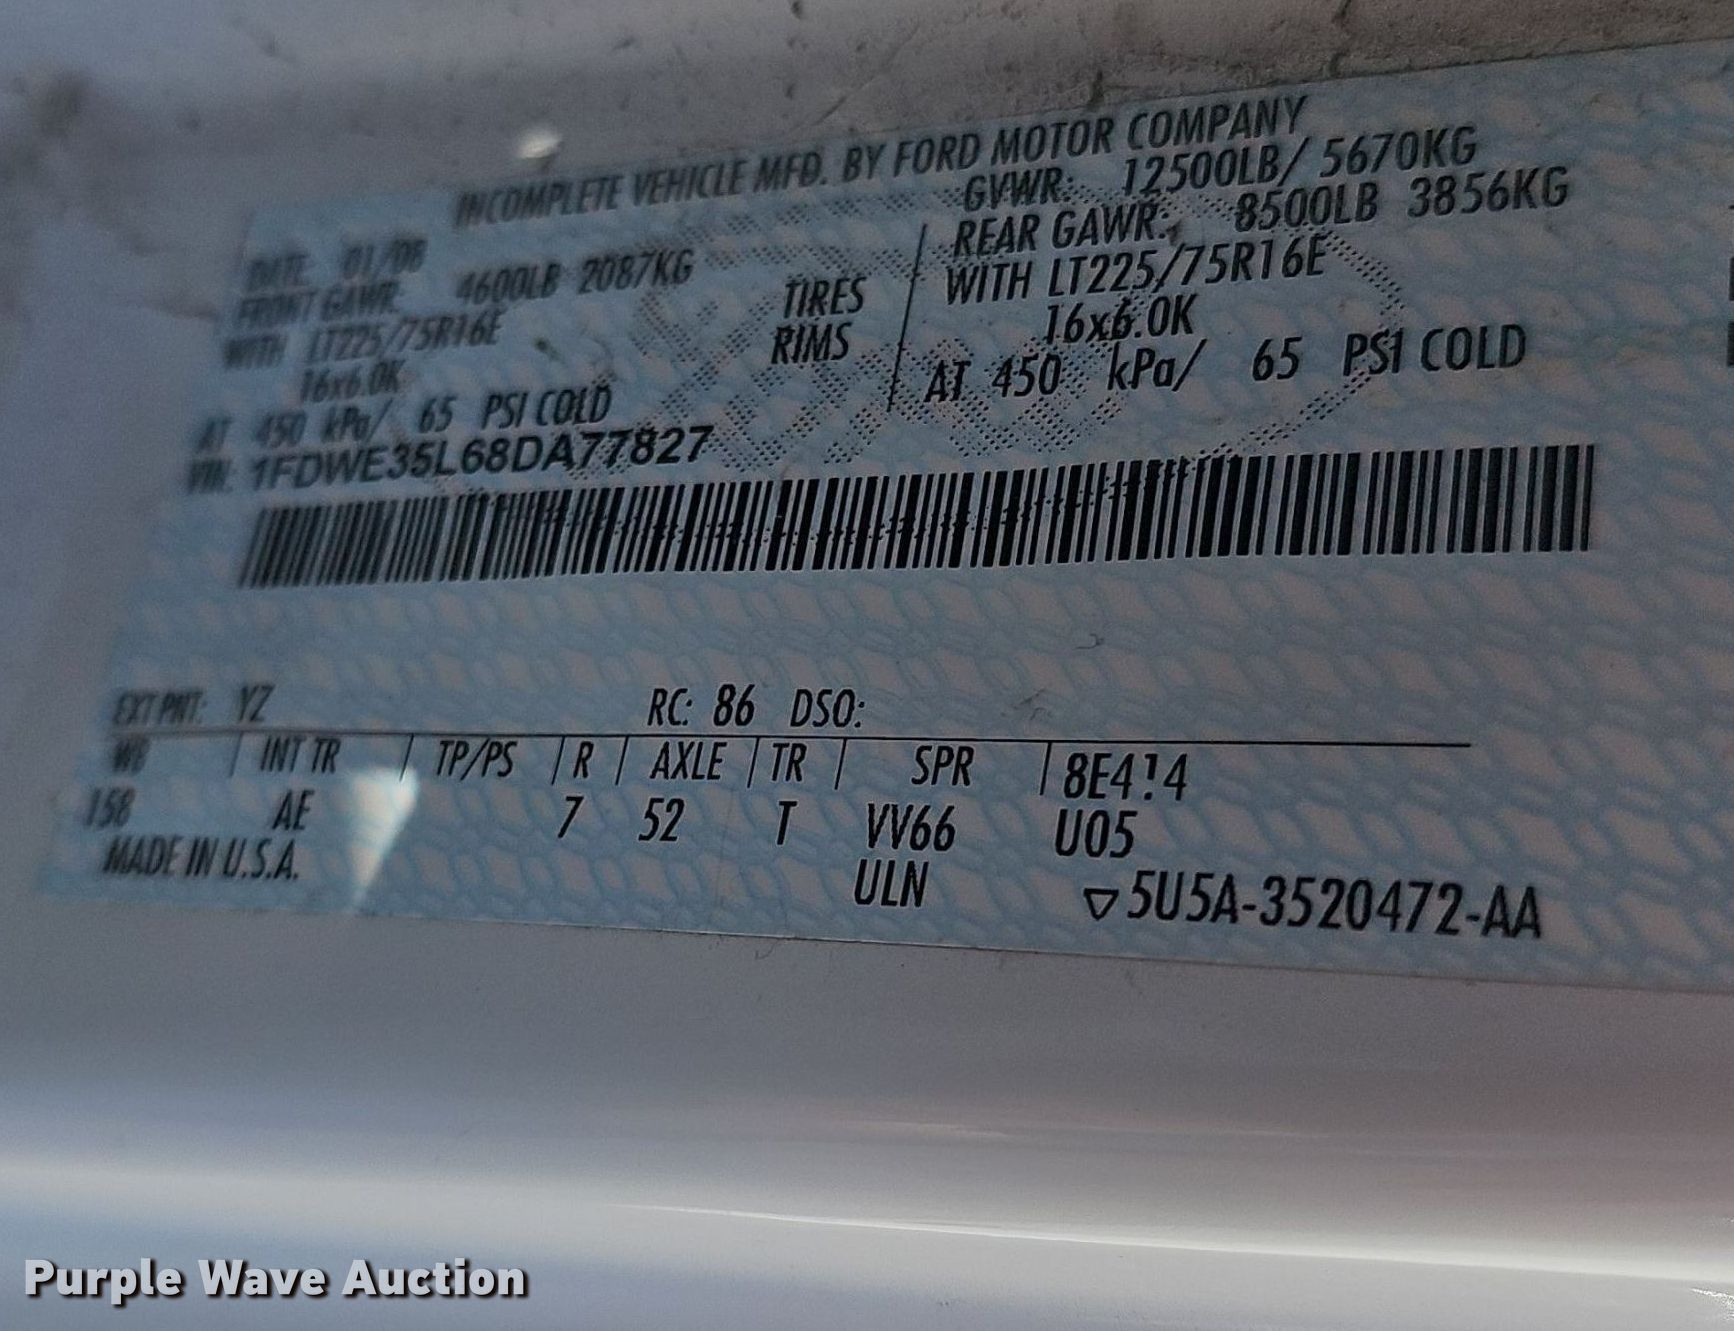 INCOMPLETE VEHICLE MFD. BY FORD MOTOR COMPANY
DATE 01/08 GVWR: 12500LB/ 5670KG
FRONT GAWR: 4600LB 2087KG REAR GAWR: 8500LB 3856KG
WITH LT225/75R16E TIRES WITH LT225/75R16E
16x6.0K RIMS 16x6.0K
AT 450 kPa/ 65 PSI COLD AT 450 kPa/ 65 PSI COLD
VIN: 1FDWE35L68DA77827
EXT PNT: YZ RC: 86 DSO:
WB INT TR TP/PS R AXLE TR SPR 8E414
158 AE 7 52 T VV66 U05
MADE IN U.S.A. ULN ▽5U5A-3520472-AA
Purple Wave Auction